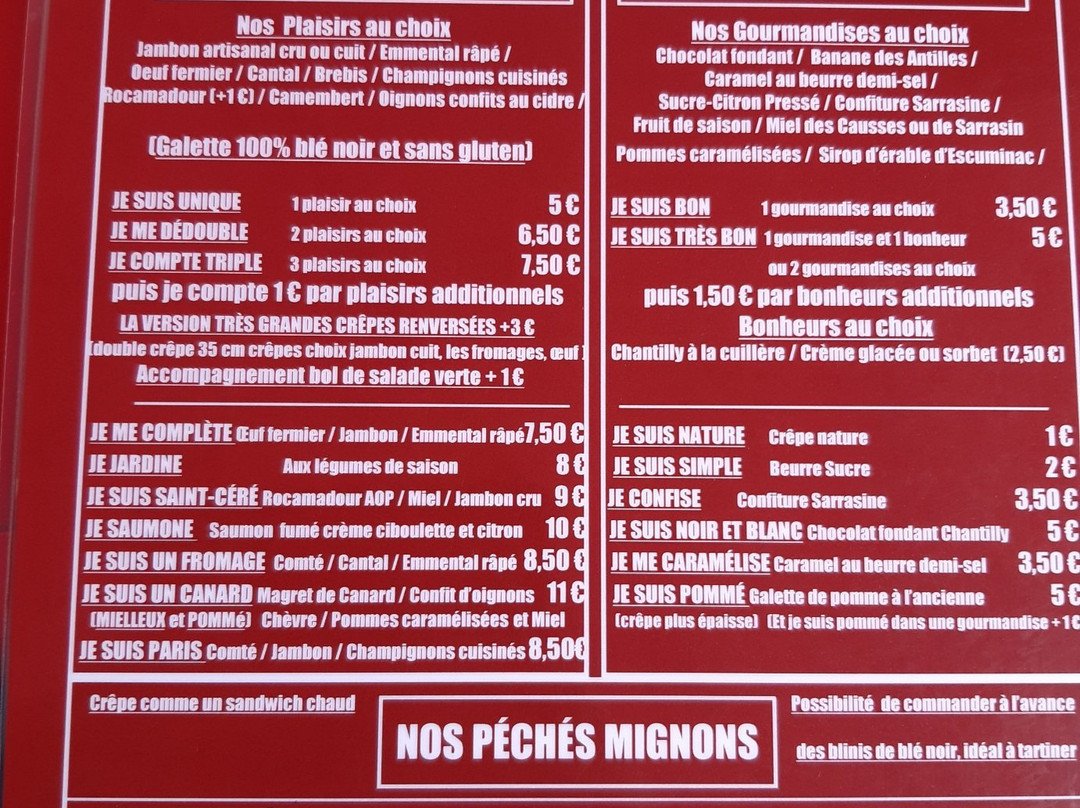 Nos Plaisirs au choix
Jambon artisanal cru ou cuit / Emmental râpé /
Oeuf fermier / Cantal / Brebis / Champignons cuisinés
Rocamadour (+1 €) / Camembert / Oignons confits au cidre /
(Galette 100% blé noir et sans gluten)
JE SUIS UNIQUE 1 plaisir au choix 5 €
JE ME DÉDOUBLE 2 plaisirs au choix 6,50 €
JE COMPTE TRIPLE 3 plaisirs au choix 7,50 €
puis je compte 1 € par plaisirs additionnels
LA VERSION TRÈS GRANDES CRÊPES RENVERSÉES +3 €
(double crêpe 35 cm crêpes choix jambon cuit, les fromages, œuf )
Accompagnement bol de salade verte + 1 €
JE ME COMPLÈTE Œuf fermier / Jambon / Emmental râpé 7,50 €
JE JARDINE Aux légumes de saison 8 €
JE SUIS SAINT-CÉRÉ Rocamadour AOP / Miel / Jambon cru 9 €
JE SAUMONE Saumon fumé crème ciboulette et citron 10 €
JE SUIS UN FROMAGE Comté / Cantal / Emmental râpé 8,50 €
JE SUIS UN CANARD Magret de Canard / Confit d'oignons 11 €
(MIELLEUX et POMMé) Chèvre / Pommes caramélisées et Miel
JE SUIS PARIS Comté / Jambon / Champignons cuisinés 8,50€
Nos Gourmandises au choix
Chocolat fondant / Banane des Antilles /
Caramel au beurre demi-sel /
Sucre-Citron Pressé / Confiture Sarrasine /
Fruit de saison / Miel des Causses ou de Sarrasin
Pommes caramélisées / Sirop d'érable d'Escuminac /
JE SUIS BON 1 gourmandise au choix 3,50 €
JE SUIS TRÈS BON 1 gourmandise et 1 bonheur 5 €
ou 2 gourmandises au choix
puis 1,50 € par bonheurs additionnels
Bonheurs au choix
Chantilly à la cuillère / Crème glacée ou sorbet (2,50 €)
JE SUIS NATURE Crêpe nature 1 €
JE SUIS SIMPLE Beurre Sucre 2 €
JE CONFISE Confiture Sarrasine 3,50 €
JE SUIS NOIR ET BLANC Chocolat fondant Chantilly 5 €
JE ME CARAMÉLISE Caramel au beurre demi-sel 3,50 €
JE SUIS POMMÉ Galette de pomme à l'ancienne 5 €
(crêpe plus épaisse) (Et je suis pommé dans une gourmandise + 1 €
Crêpe comme un sandwich chaud
NOS PÉCHÉS MIGNONS
Possibilité de commander à l'avance
des blinis de blé noir, idéal à tartiner